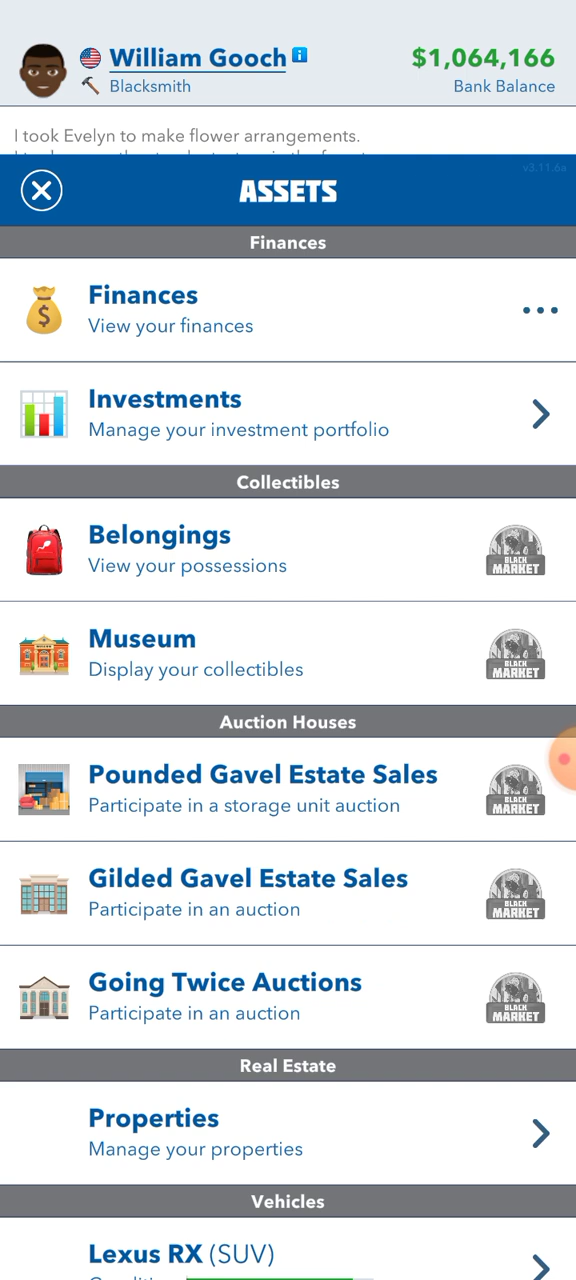 William Gooch i
$1,064,166
Blacksmith
Bank Balance
I took Evelyn to make flower arrangements.
v3.11.6a
ASSETS
Finances
Finances
View your finances
Investments
Manage your investment portfolio
Collectibles
Belongings
View your possessions
BLACK MARKET
Museum
Display your collectibles
BLACK MARKET
Auction Houses
Pounded Gavel Estate Sales
Participate in a storage unit auction
BLACK MARKET
Gilded Gavel Estate Sales
Participate in an auction
BLACK MARKET
Going Twice Auctions
Participate in an auction
BLACK MARKET
Real Estate
Properties
Manage your properties
Vehicles
Lexus RX (SUV)